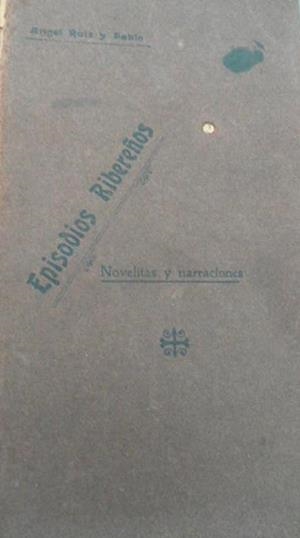 Angel Ruiz y Pablo
Episodios Ribereños
Novelitas y narraciones